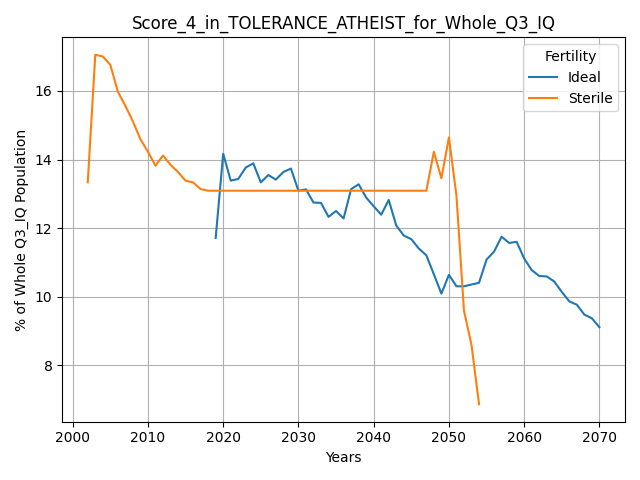 Score_4_in_TOLERANCE_ATHEIST_for_Whole_Q3_IQ
% of Whole Q3_IQ Population
16
14
12
10
8
Fertility
Ideal
Sterile
2000 2010 2020 2030 2040 2050 2060 2070
Years